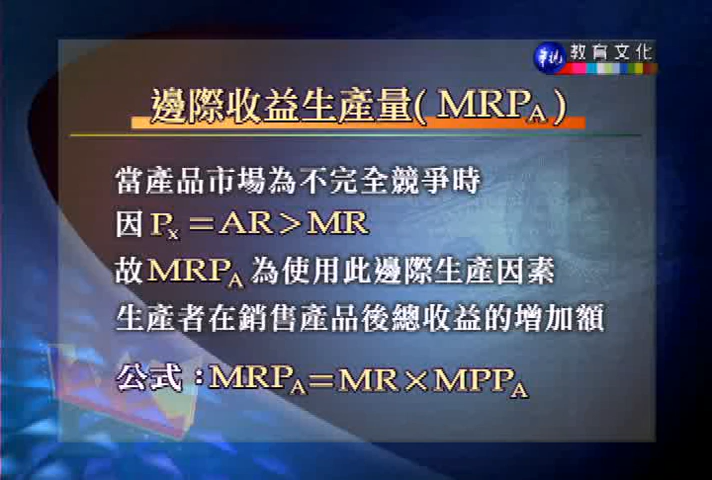 華視 教育文化
邊際收益生產量( MRPA )
當產品市場為不完全競爭時
因 Px ＝AR＞MR
故MRPA 為使用此邊際生產因素
生產者在銷售產品後總收益的增加額
公式：MRPA＝MR×MPPA